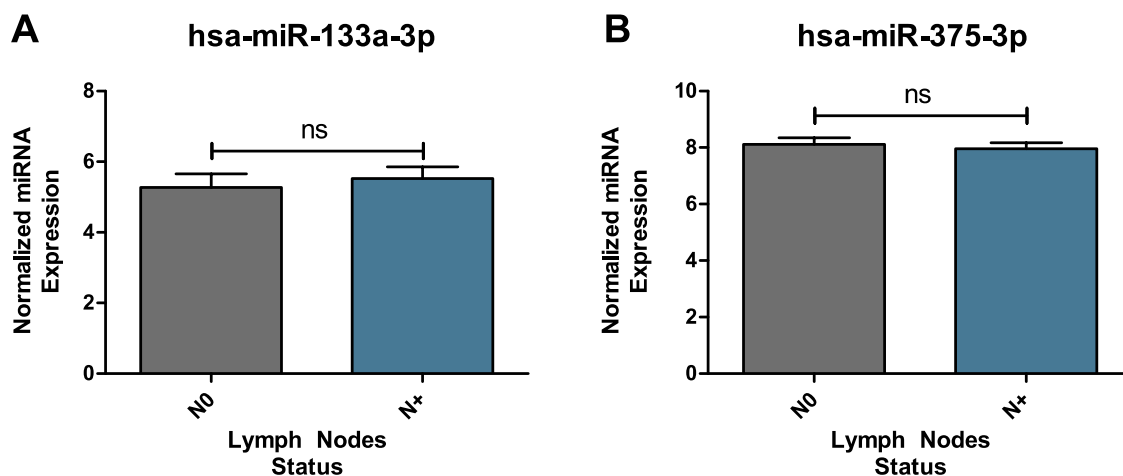 A
hsa-miR-133a-3p
Normalized miRNA
Expression
8
6
4
2
0
ns
N0
N+
Lymph Nodes
Status
B
hsa-miR-375-3p
Normalized miRNA
Expression
10
8
6
4
2
0
ns
N0
N+
Lymph Nodes
Status